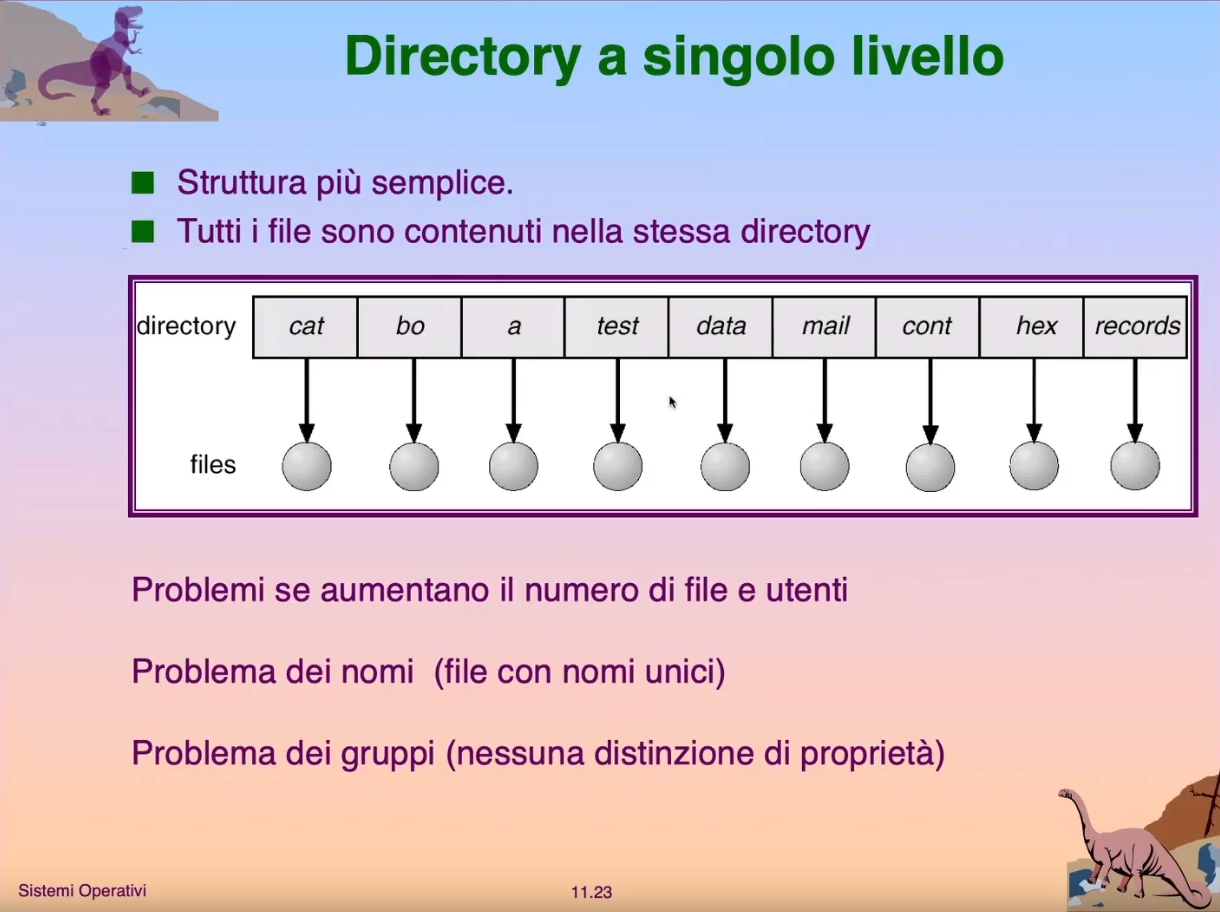 Directory a singolo livello
Struttura più semplice.
Tutti i file sono contenuti nella stessa directory
directory cat bo a test data mail cont hex records
files
Problemi se aumentano il numero di file e utenti
Problema dei nomi (file con nomi unici)
Problema dei gruppi (nessuna distinzione di proprietà)
Sistemi Operativi 11.23